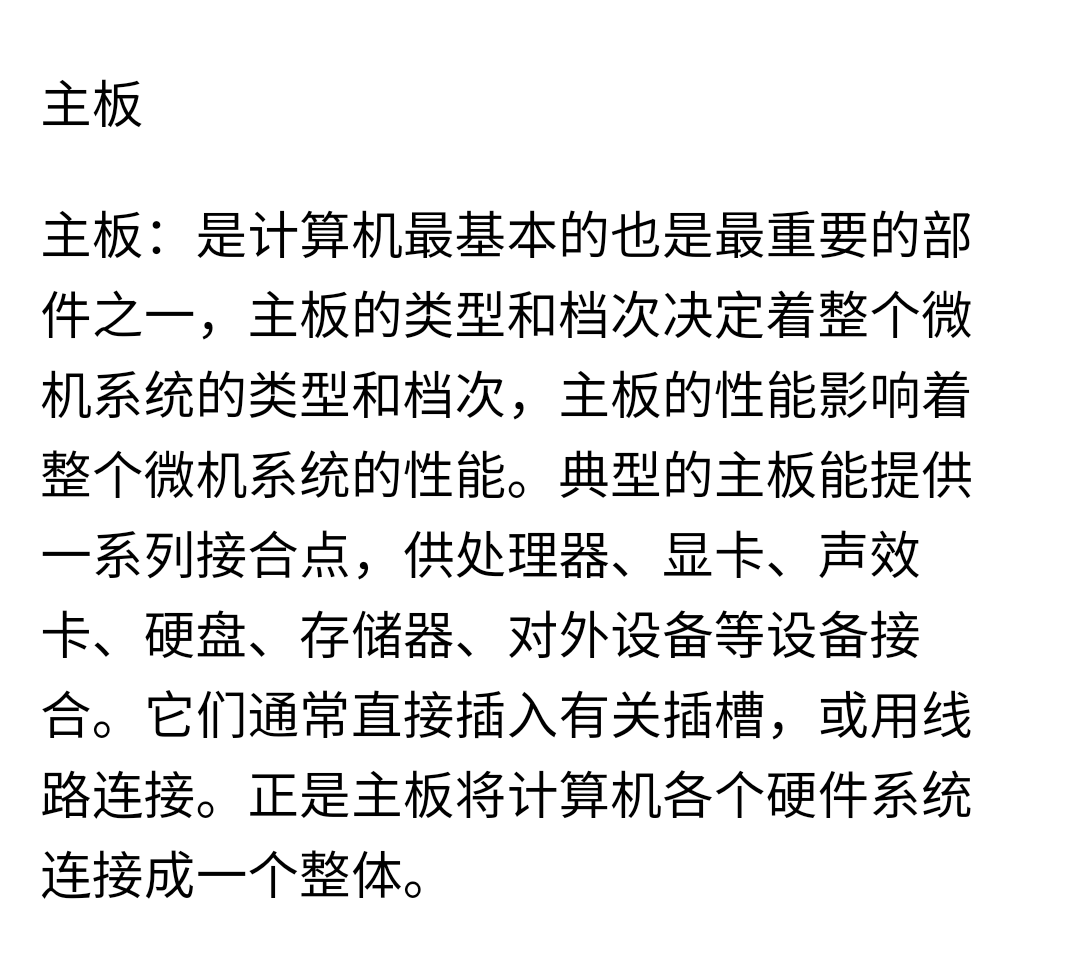 主板
主板：是计算机最基本的也是最重要的部
件之一，主板的类型和档次决定着整个微
机系统的类型和档次，主板的性能影响着
整个微机系统的性能。典型的主板能提供
一系列接合点，供处理器、显卡、声效
卡、硬盘、存储器、对外设备等设备接
合。它们通常直接插入有关插槽，或用线
路连接。正是主板将计算机各个硬件系统
连接成一个整体。